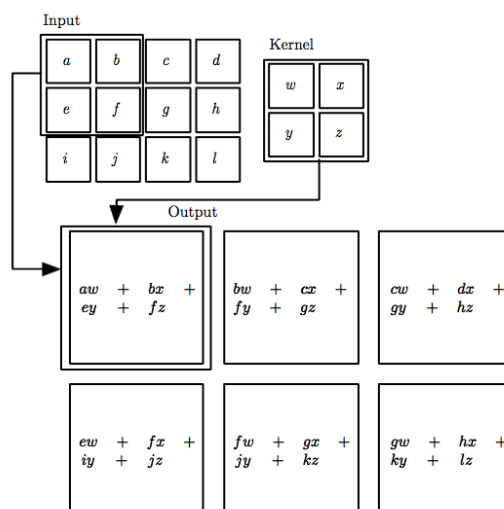 Input
Kernel
a b c d
w x
e f g h
y z
i j k l
Output
aw + bx +
ey + fz
bw + cx +
fy + gz
cw + dx +
gy + hz
ew + fx +
iy + jz
fw + gx +
jy + kz
gw + hx +
ky + lz